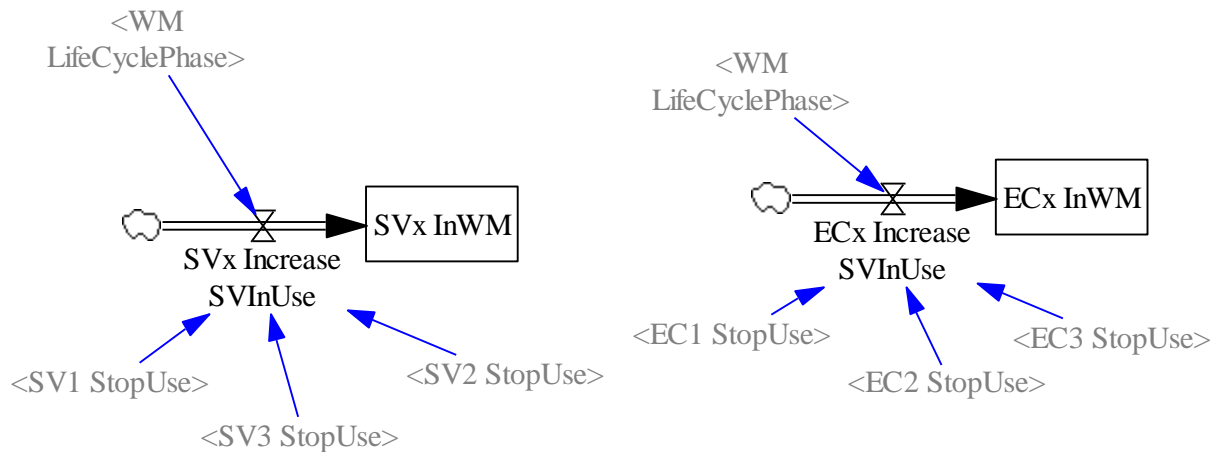 <WM
LifeCyclePhase>
SVx InWM
SVx Increase
SVInUse
<SV1 StopUse>
<SV2 StopUse>
<SV3 StopUse>
<WM
LifeCyclePhase>
ECx InWM
ECx Increase
SVInUse
<EC1 StopUse>
<EC3 StopUse>
<EC2 StopUse>